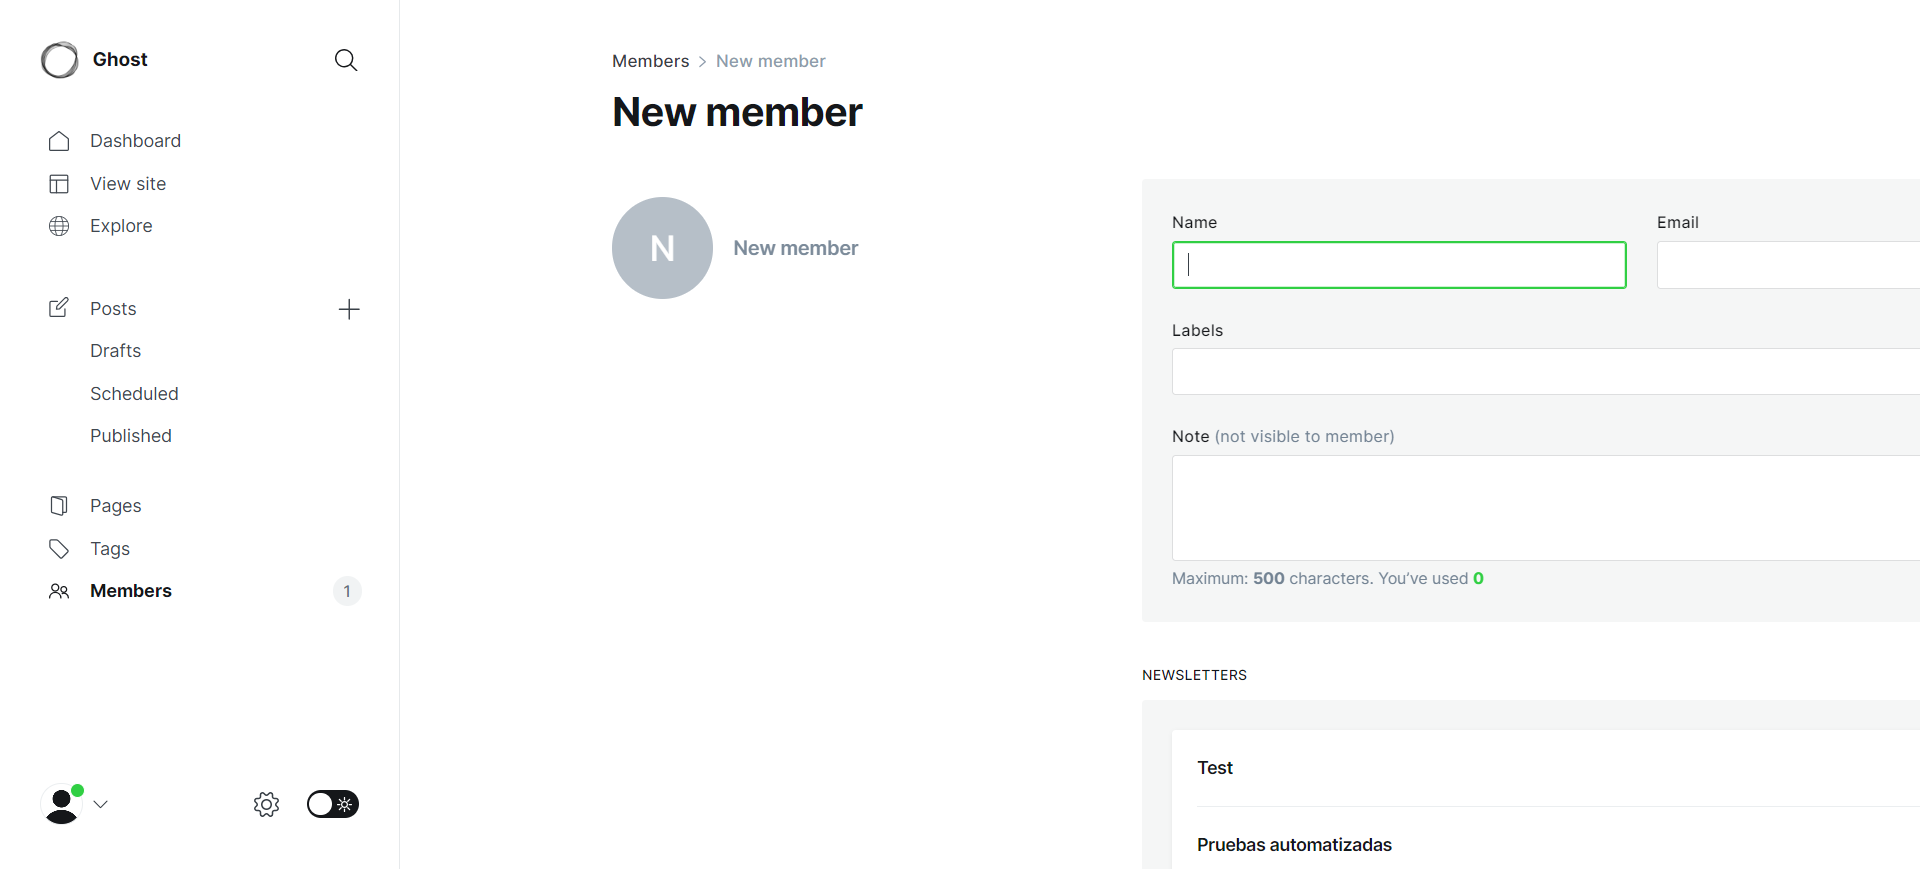 Ghost
Dashboard
View site
Explore
Posts
Drafts
Scheduled
Published
Pages
Tags
Members 1
Members > New member
New member
N New member
Name Email
Labels
Note (not visible to member)
Maximum: 500 characters. You’ve used 0
NEWSLETTERS
Test
Pruebas automatizadas